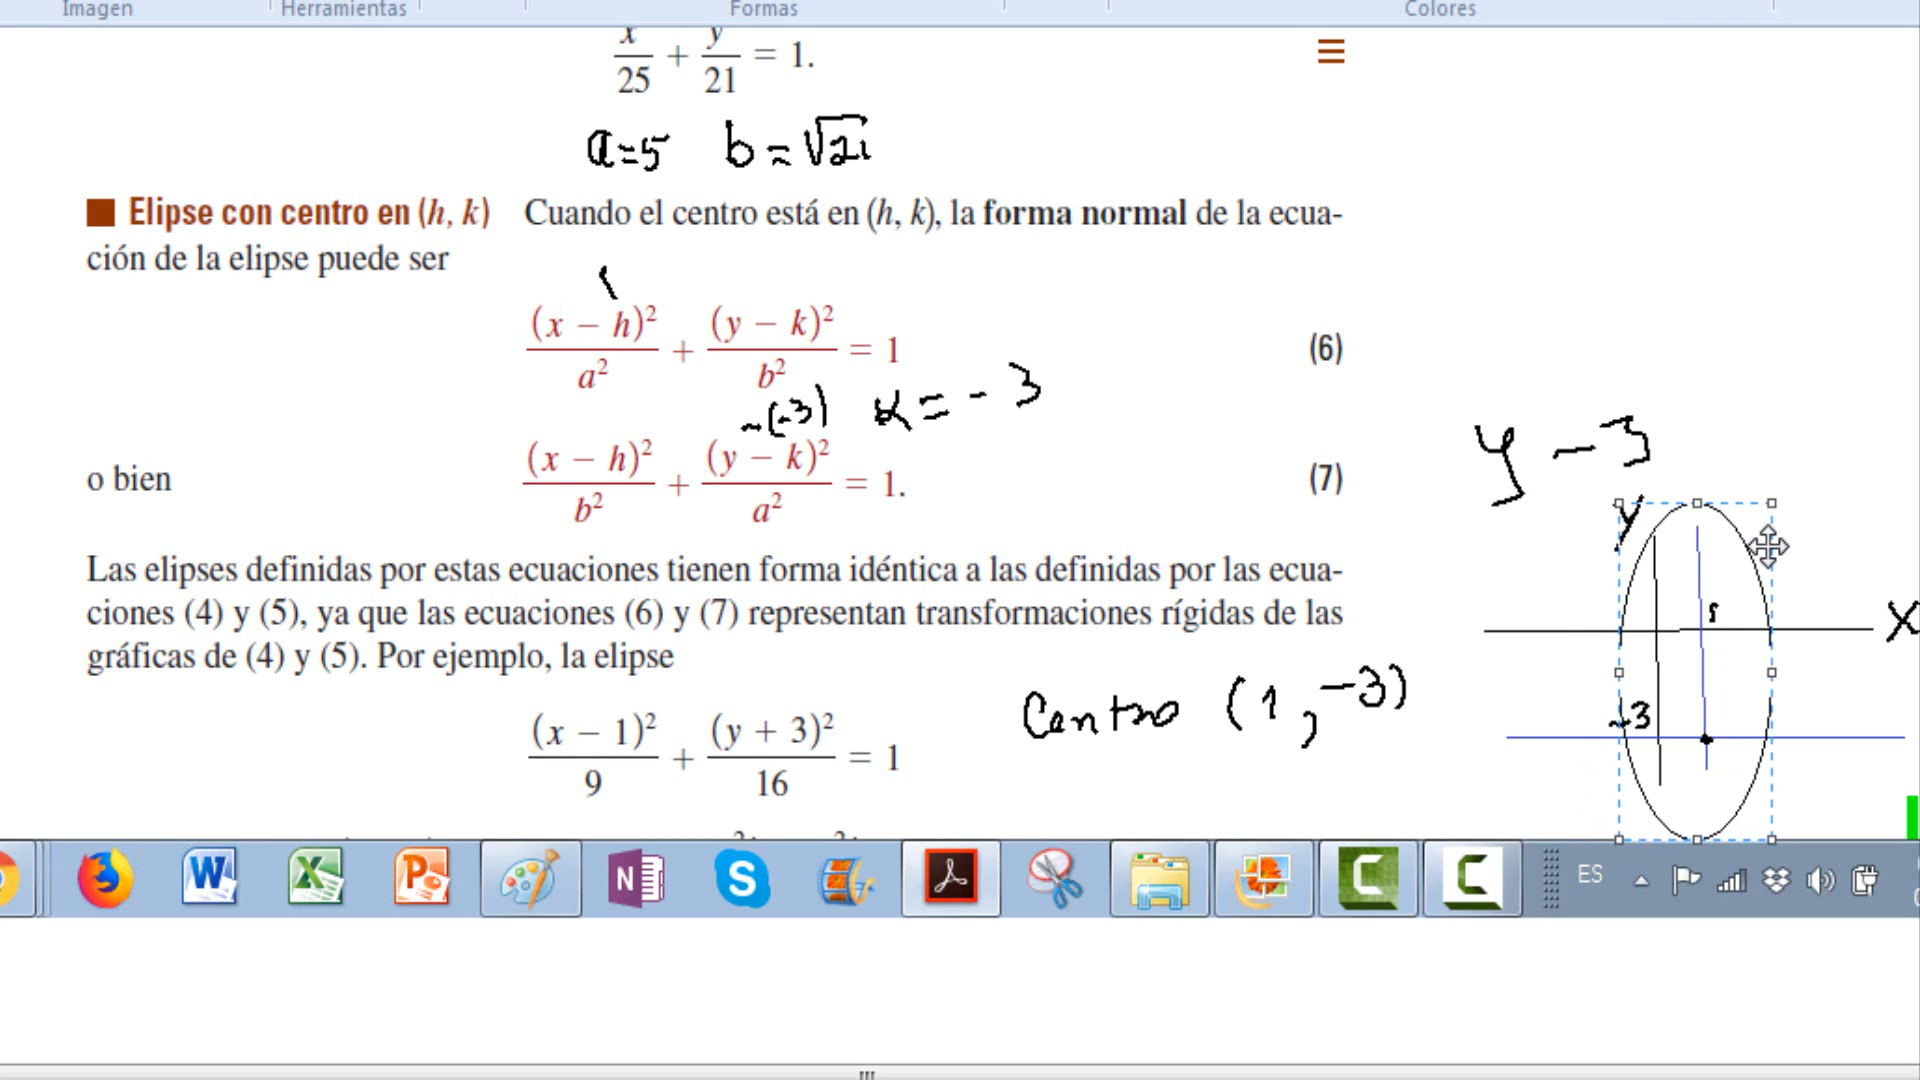 Imagen Herramientas Formas Colores
x/25 + y/21 = 1.
a=5 b=√21
■ Elipse con centro en (h, k) Cuando el centro está en (h, k), la forma normal de la ecua-
ción de la elipse puede ser
(x − h)²/a² + (y − k)²/b² = 1 (6)
-(-3) k = - 3
o bien (x − h)²/b² + (y − k)²/a² = 1. (7)
y - 3
y
Las elipses definidas por estas ecuaciones tienen forma idéntica a las definidas por las ecua-
ciones (4) y (5), ya que las ecuaciones (6) y (7) representan transformaciones rígidas de las
gráficas de (4) y (5). Por ejemplo, la elipse
1
X
Centro (1, -3)
-3
(x − 1)²/9 + (y + 3)²/16 = 1
ES